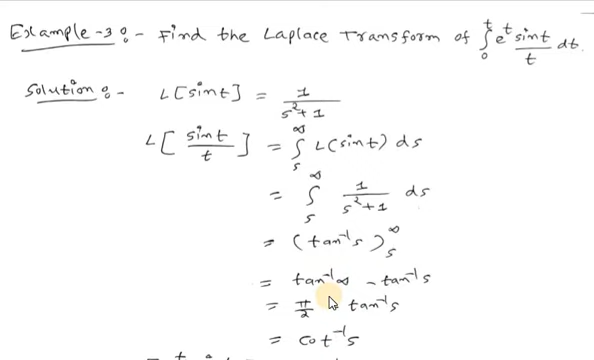 Example-3:- Find the Laplace Transform of ∫₀ᵗ eᵗ sint/t dt.
Solution:- L[sint] = 1/(s²+1)
L[sint/t] = ∫ₛ^∞ L(sint) ds
= ∫ₛ^∞ 1/(s²+1) ds
= (tan⁻¹s)ₛ^∞
= tan⁻¹∞ - tan⁻¹s
= π/2 tan⁻¹s
= cot⁻¹s